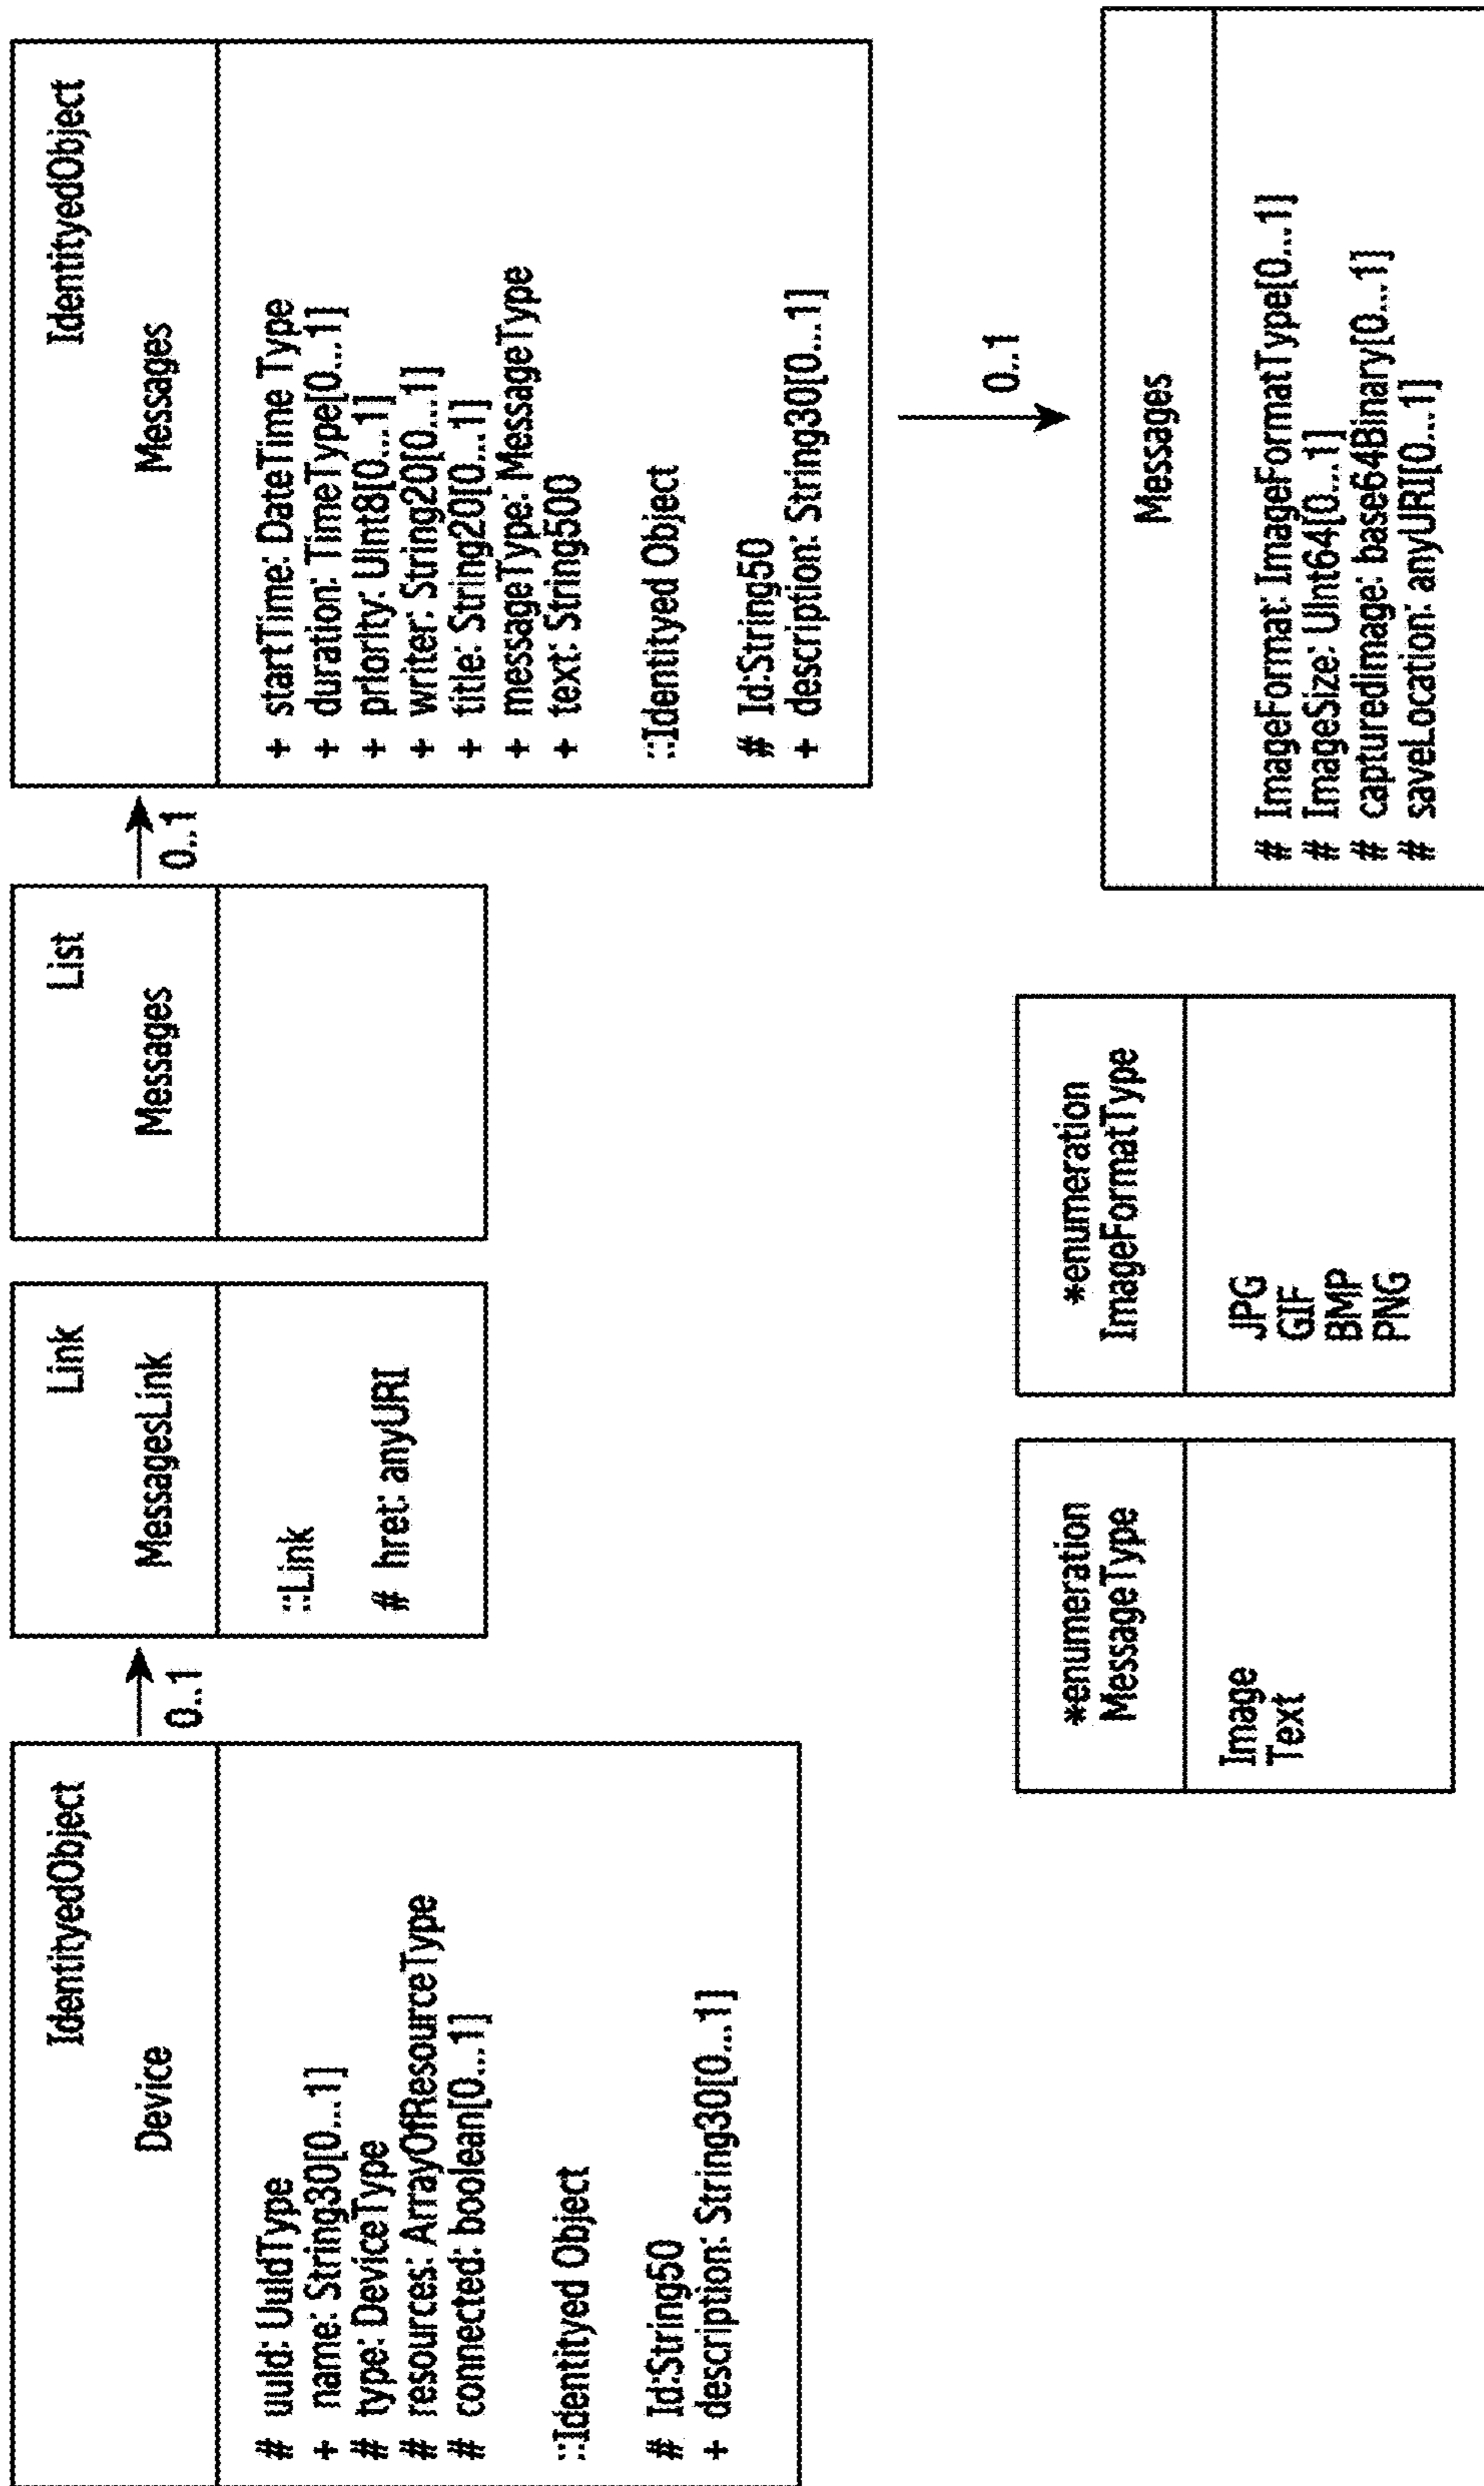 IdentityedObject
Device
# uuId: UuIdType
+ name: String30[0...1]
# type: DeviceType
# resources: ArrayOfResourceType
# connected: boolean[0...1]
::Identityed Object
# Id:String50
+ description: String30[0...1]
0..1
Link
MessagesLink
::Link
# hret: anyURI
List
Messages
0..1
IdentityedObject
Messages
+ startTime: DateTime Type
+ duration: TimeType[0...1]
+ prIorIty: UInt8[0...1]
+ writer: String20[0...1]
+ title: String20[0...1]
+ messageType: MessageType
+ text: String500
::Identityed Object
# Id:String50
+ description: String30[0...1]
0..1
*enumeration
MessageType
Image
Text
*enumeration
ImageFormatType
JPG
GIF
BMP
PNG
Messages
# ImageFormat: ImageFormatType[0...1]
# ImageSize: UInt64[0...1]
# capturedimage: base64Binary[0...1]
# saveLocation: anyURI[0...1]